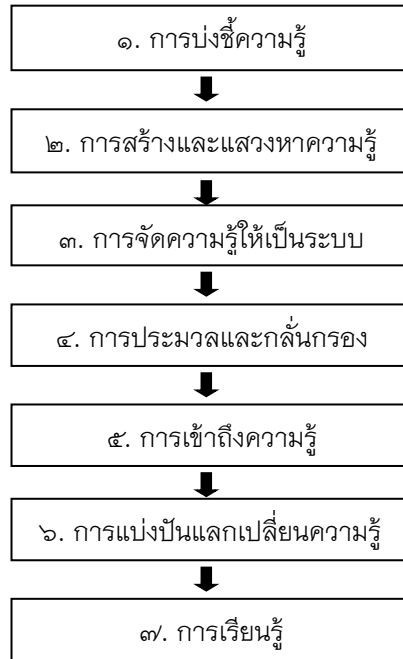 ๑. การบ่งชี้ความรู้
๒. การสร้างและแสวงหาความรู้
๓. การจัดความรู้ให้เป็นระบบ
๔. การประมวลและกลั่นกรอง
๕. การเข้าถึงความรู้
๖. การแบ่งปันแลกเปลี่ยนความรู้
๗. การเรียนรู้